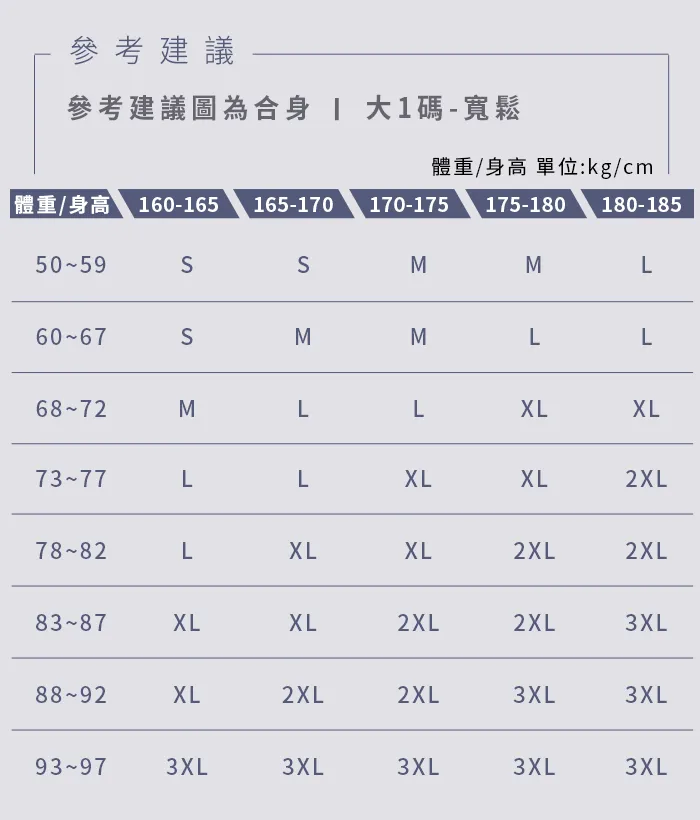 參考建議
參考建議圖為合身 | 大1碼-寬鬆
體重/身高 單位:kg/cm
體重/身高 160-165 165-170 170-175 175-180 180-185
50~59 S S M M L
60~67 S M M L L
68~72 M L L XL XL
73~77 L L XL XL 2XL
78~82 L XL XL 2XL 2XL
83~87 XL XL 2XL 2XL 3XL
88~92 XL 2XL 2XL 3XL 3XL
93~97 3XL 3XL 3XL 3XL 3XL